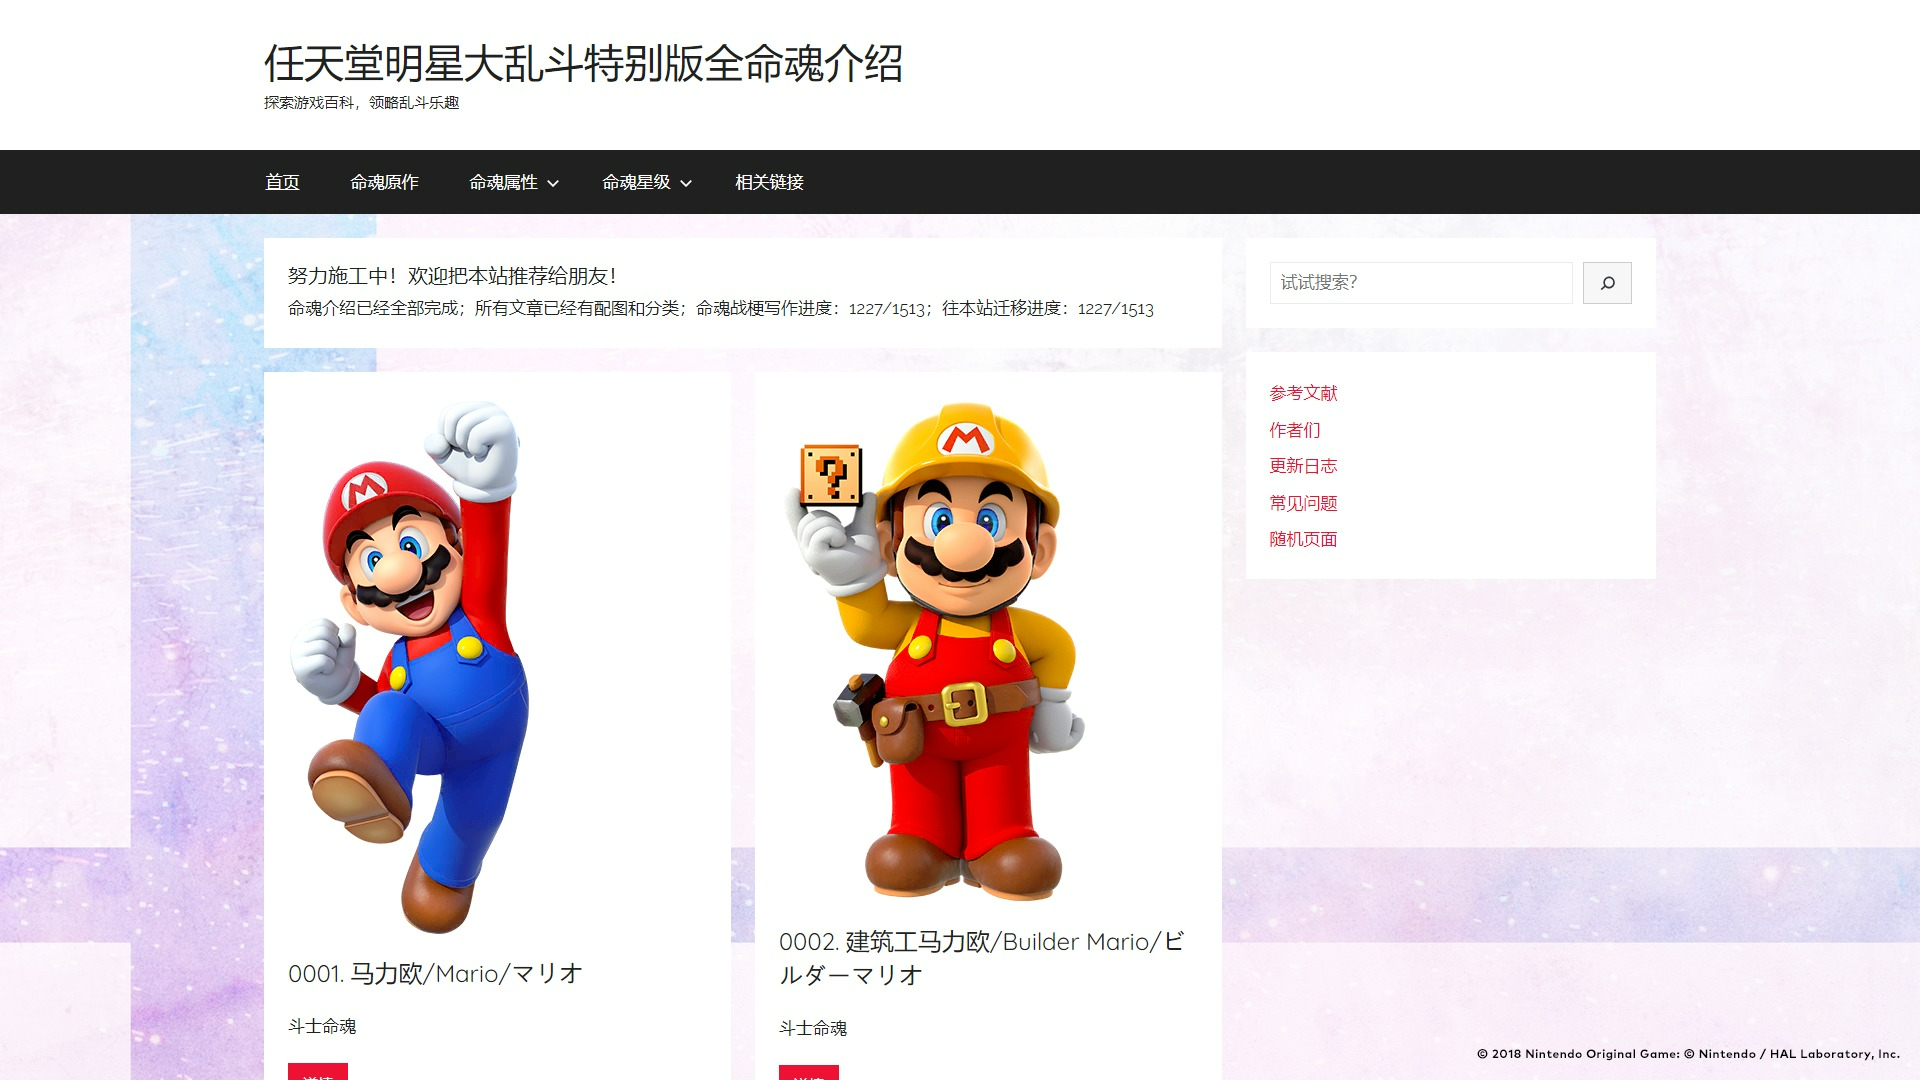 任天堂明星大乱斗特别版全命魂介绍
探索游戏百科，领略乱斗乐趣
首页 命魂原作 命魂属性 命魂星级 相关链接
努力施工中！欢迎把本站推荐给朋友！
命魂介绍已经全部完成；所有文章已经有配图和分类；命魂战梗写作进度：1227/1513；往本站迁移进度：1227/1513
试试搜索？
参考文献
作者们
更新日志
常见问题
随机页面
M
M
?
0001. 马力欧/Mario/マリオ
斗士命魂
0002. 建筑工马力欧/Builder Mario/ビ
ルダーマリオ
斗士命魂
© 2018 Nintendo Original Game: © Nintendo / HAL Laboratory, Inc.